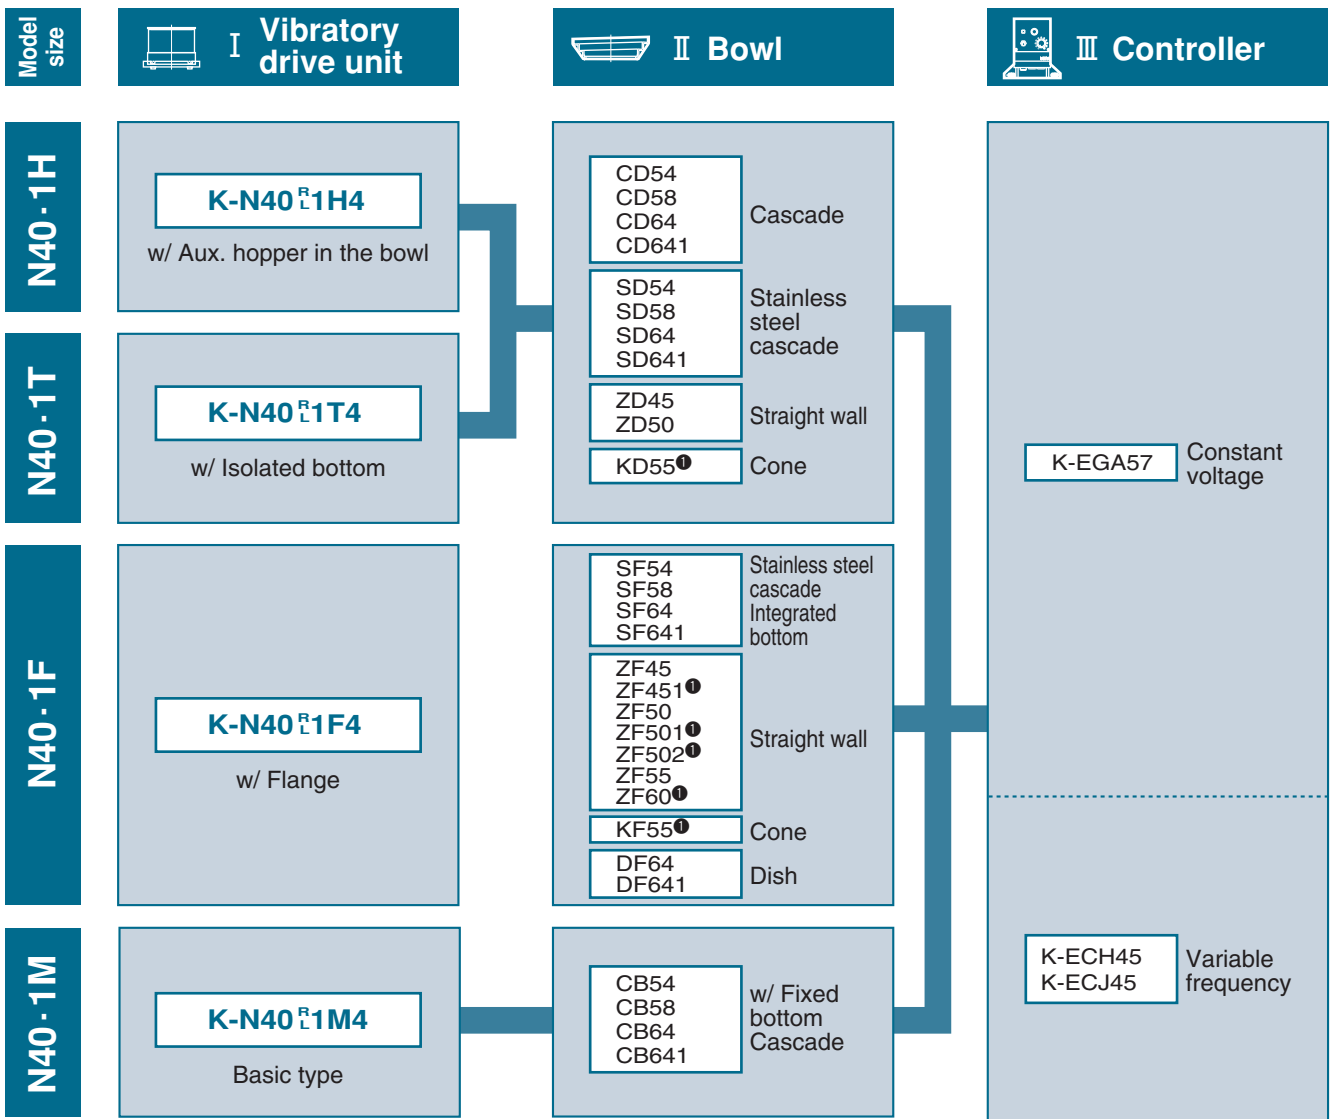 Model size
I Vibratory drive unit
II Bowl
III Controller
N40·1H
K-N40 R/L 1H4
w/ Aux. hopper in the bowl
N40·1T
K-N40 R/L 1T4
w/ Isolated bottom
CD54
CD58
CD64
CD641
Cascade
SD54
SD58
SD64
SD641
Stainless
steel
cascade
ZD45
ZD50
Straight wall
KD55❶
Cone
N40·1F
K-N40 R/L 1F4
w/ Flange
SF54
SF58
SF64
SF641
Stainless steel
cascade
Integrated
bottom
ZF45
ZF451❶
ZF50
ZF501❶
ZF502❶
ZF55
ZF60❶
Straight wall
KF55❶
Cone
DF64
DF641
Dish
N40·1M
K-N40 R/L 1M4
Basic type
CB54
CB58
CB64
CB641
w/ Fixed
bottom
Cascade
K-EGA57
Constant
voltage
K-ECH45
K-ECJ45
Variable
frequency